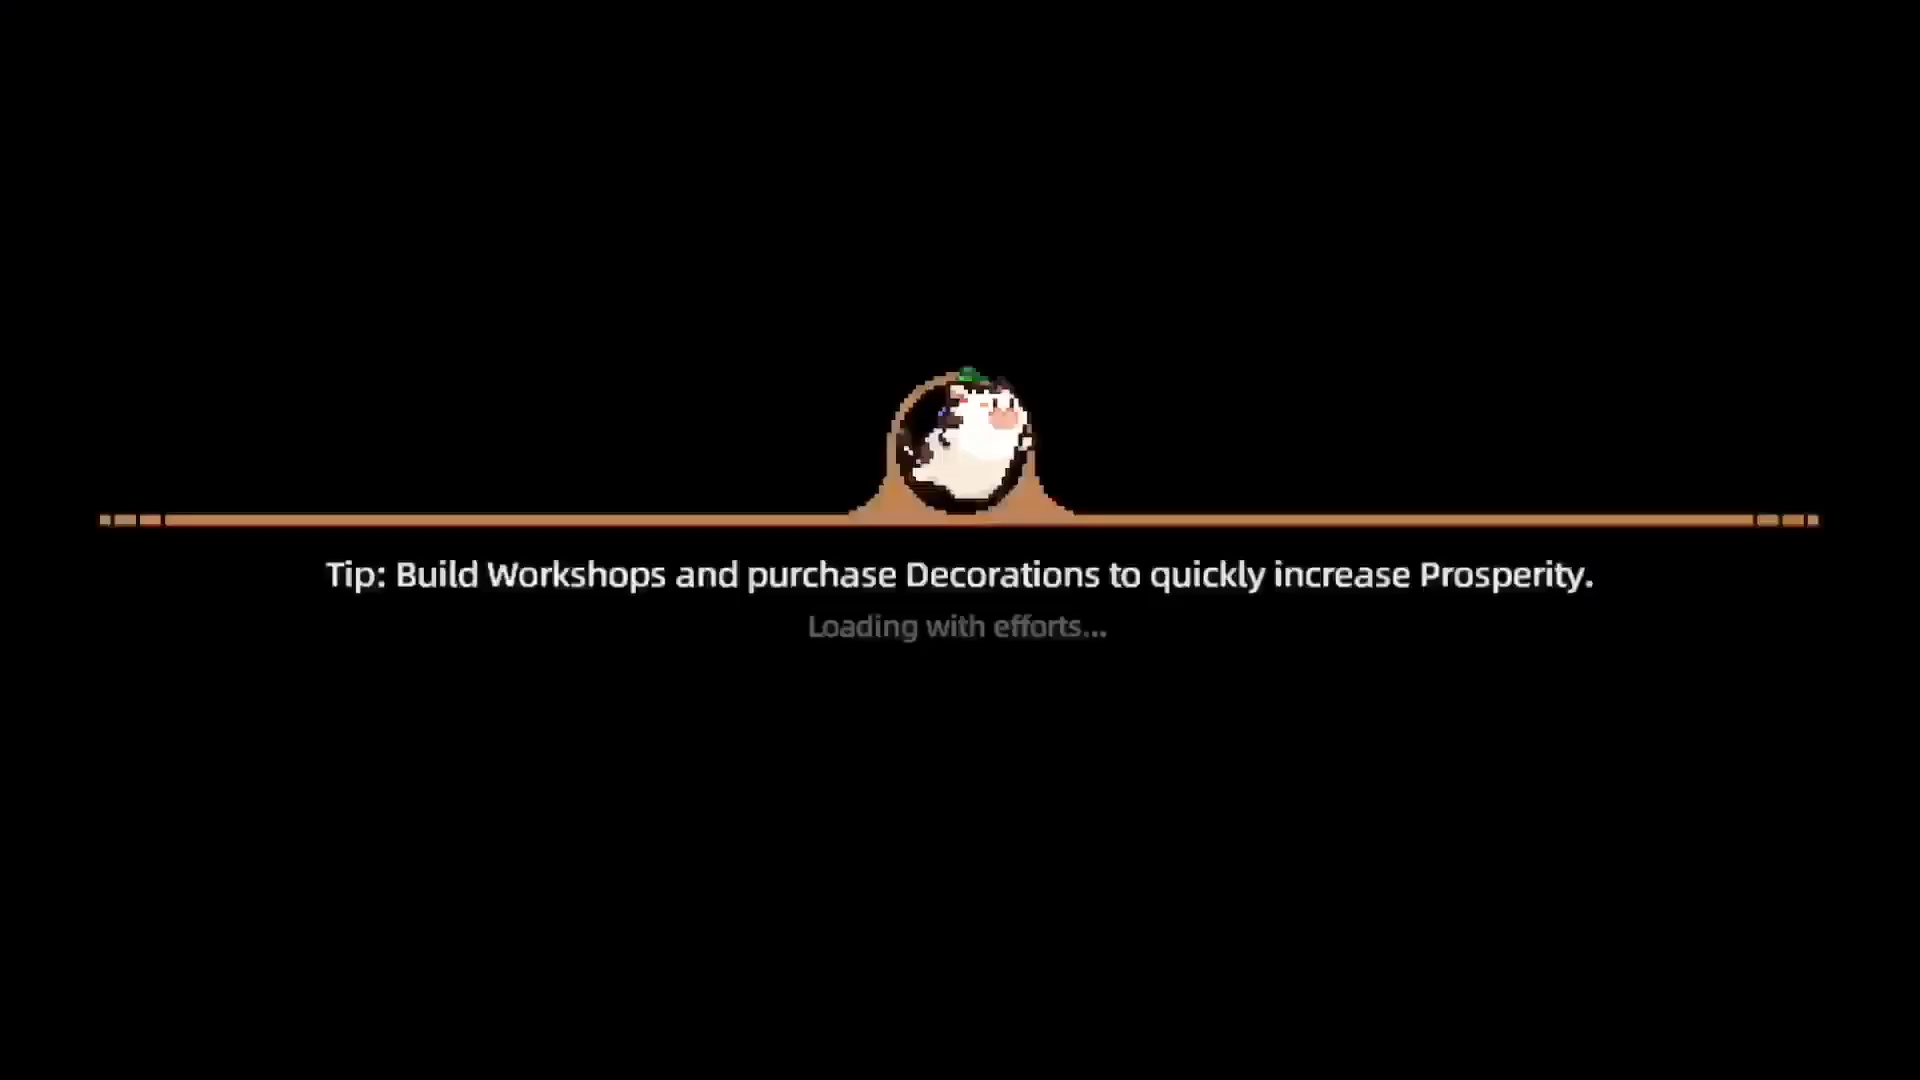 Tip: Build Workshops and purchase Decorations to quickly increase Prosperity.
Loading with efforts...